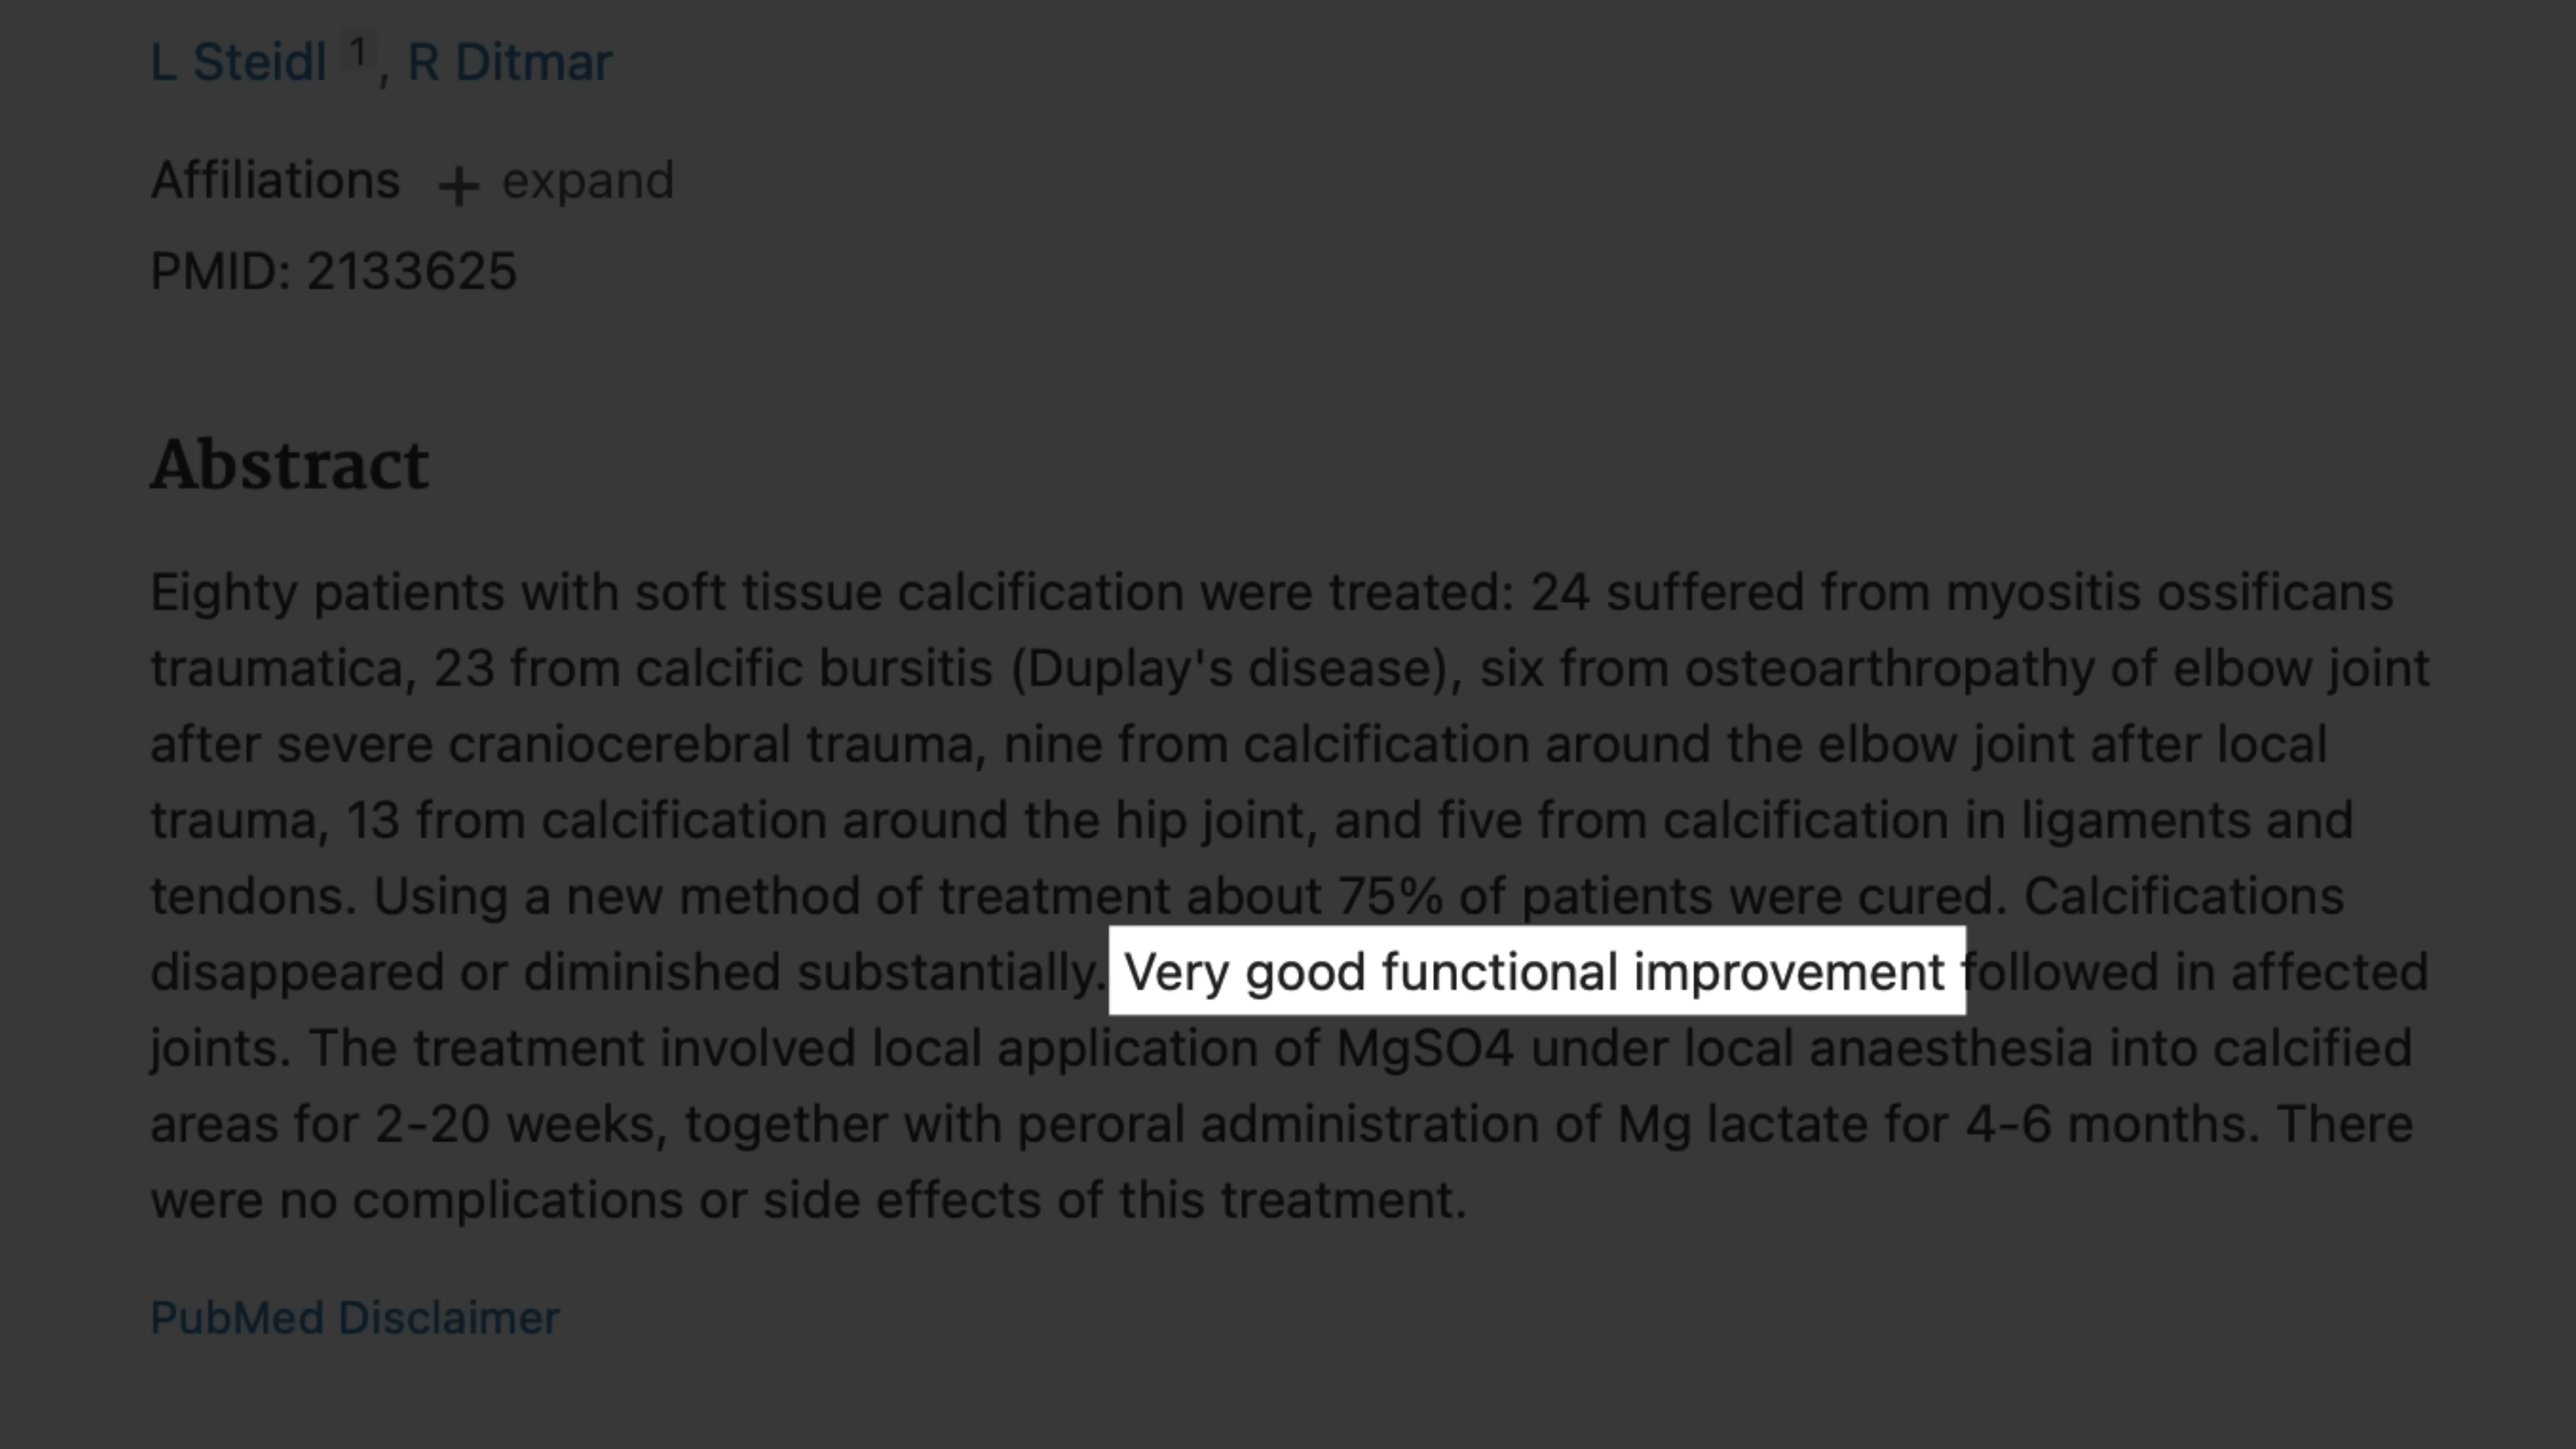 L Steidl 1, R Ditmar
Affiliations + expand
PMID: 2133625
Abstract
Eighty patients with soft tissue calcification were treated: 24 suffered from myositis ossificans
traumatica, 23 from calcific bursitis (Duplay's disease), six from osteoarthropathy of elbow joint
after severe craniocerebral trauma, nine from calcification around the elbow joint after local
trauma, 13 from calcification around the hip joint, and five from calcification in ligaments and
tendons. Using a new method of treatment about 75% of patients were cured. Calcifications
disappeared or diminished substantially. Very good functional improvement followed in affected
joints. The treatment involved local application of MgSO4 under local anaesthesia into calcified
areas for 2-20 weeks, together with peroral administration of Mg lactate for 4-6 months. There
were no complications or side effects of this treatment.
PubMed Disclaimer